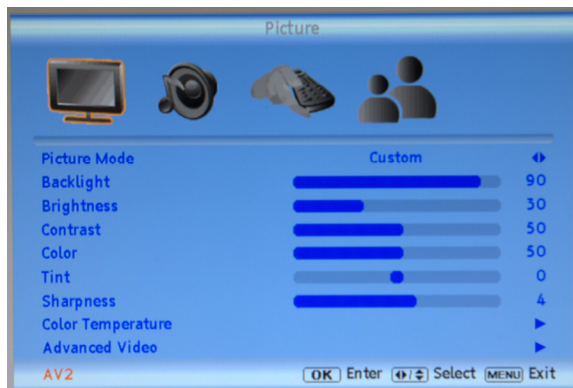 Picture
Picture Mode Custom
Backlight 90
Brightness 30
Contrast 50
Color 50
Tint 0
Sharpness 4
Color Temperature
Advanced Video
AV2 OK Enter Select MENU Exit